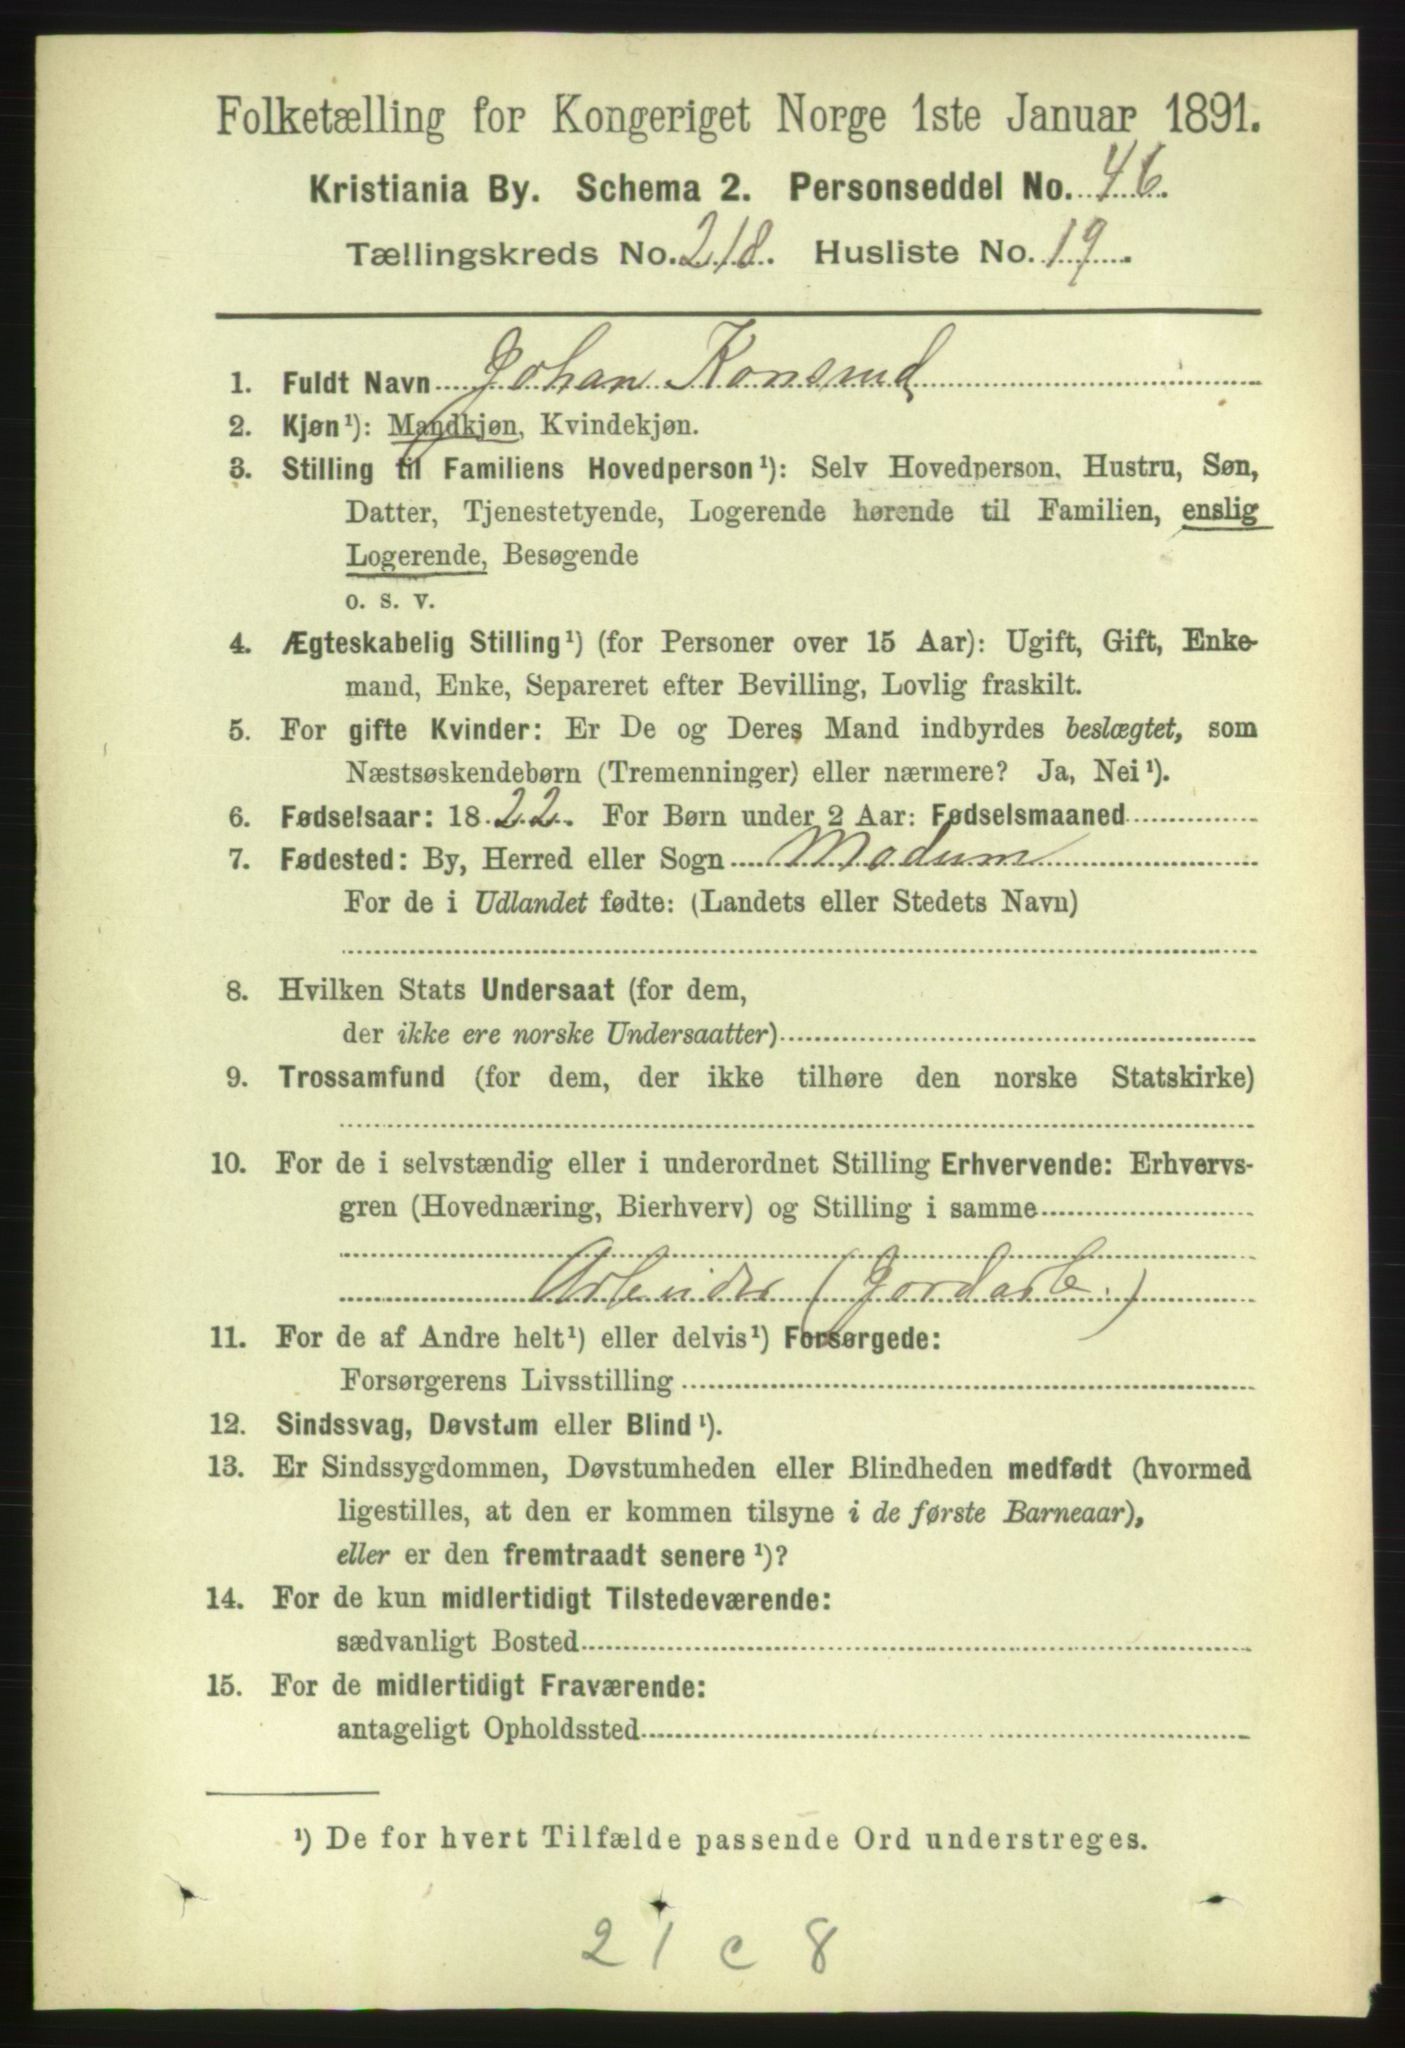 Folketælling for Kongeriget Norge 1ste Januar 1891.
Kristiania By. Schema 2. Personseddel No. 46.
Tællingskreds No. 218. Husliste No. 19.
1. Fuldt Navn Johan Konsrud
2. Kjøn¹): Mandkjøn, Kvindekjøn.
3. Stilling til Familiens Hovedperson¹): Selv Hovedperson, Hustru, Søn,
Datter, Tjenestetyende, Logerende hørende til Familien, enslig
Logerende, Besøgende
o. s. v.
4. Ægteskabelig Stilling¹) (for Personer over 15 Aar): Ugift, Gift, Enke-
mand, Enke, Separeret efter Bevilling, Lovlig fraskilt.
5. For gifte Kvinder: Er De og Deres Mand indbyrdes beslægtet, som
Næstsøskendebørn (Tremenninger) eller nærmere? Ja, Nei¹).
6. Fødselsaar: 1822. For Børn under 2 Aar: Fødselsmaaned
7. Fødested: By, Herred eller Sogn Modum
For de i Udlandet fødte: (Landets eller Stedets Navn)
8. Hvilken Stats Undersaat (for dem,
der ikke ere norske Undersaatter)
9. Trossamfund (for dem, der ikke tilhøre den norske Statskirke)
10. For de i selvstændig eller i underordnet Stilling Erhvervende: Erhvervs-
gren (Hovednæring, Bierhverv) og Stilling i samme
Arbeider (Jordarb.)
11. For de af Andre helt¹) eller delvis¹) Forsørgede:
Forsørgerens Livsstilling
12. Sindssvag, Døvstum eller Blind¹).
13. Er Sindssygdommen, Døvstumheden eller Blindheden medfødt (hvormed
ligestilles, at den er kommen tilsyne i de første Barneaar),
eller er den fremtraadt senere¹)?
14. For de kun midlertidigt Tilstedeværende:
sædvanligt Bosted
15. For de midlertidigt Fraværende:
antageligt Opholdssted
¹) De for hvert Tilfælde passende Ord understreges.
21 c 8